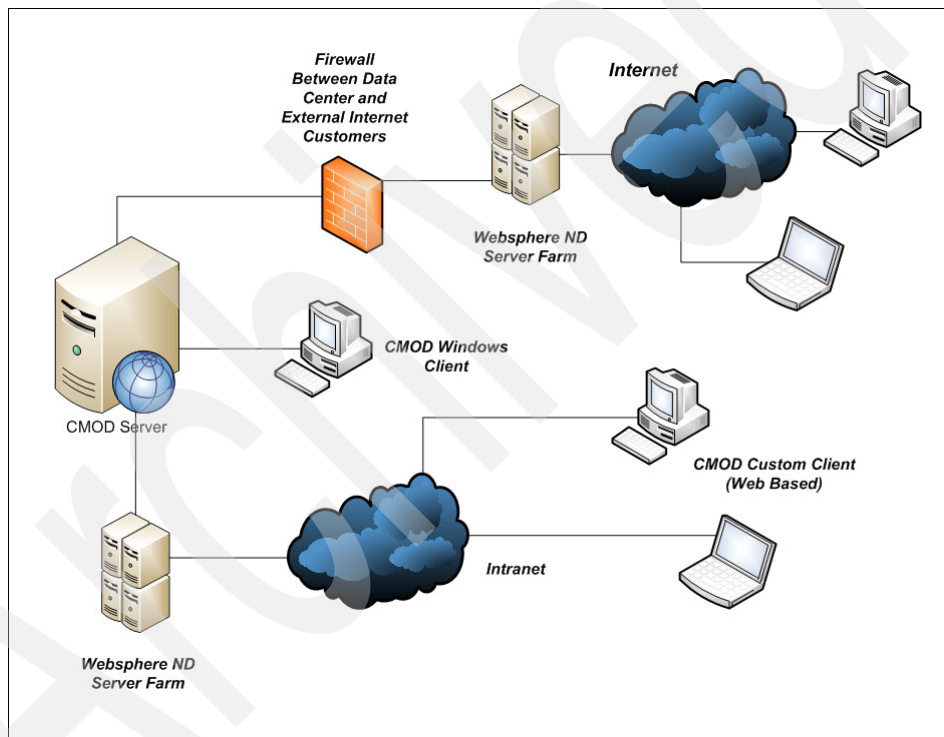 Firewall
Between Data
Center and
External Internet
Customers
Internet
Websphere ND
Server Farm
CMOD Windows
Client
CMOD Server
CMOD Custom Client
(Web Based)
Intranet
Websphere ND
Server Farm
Archived